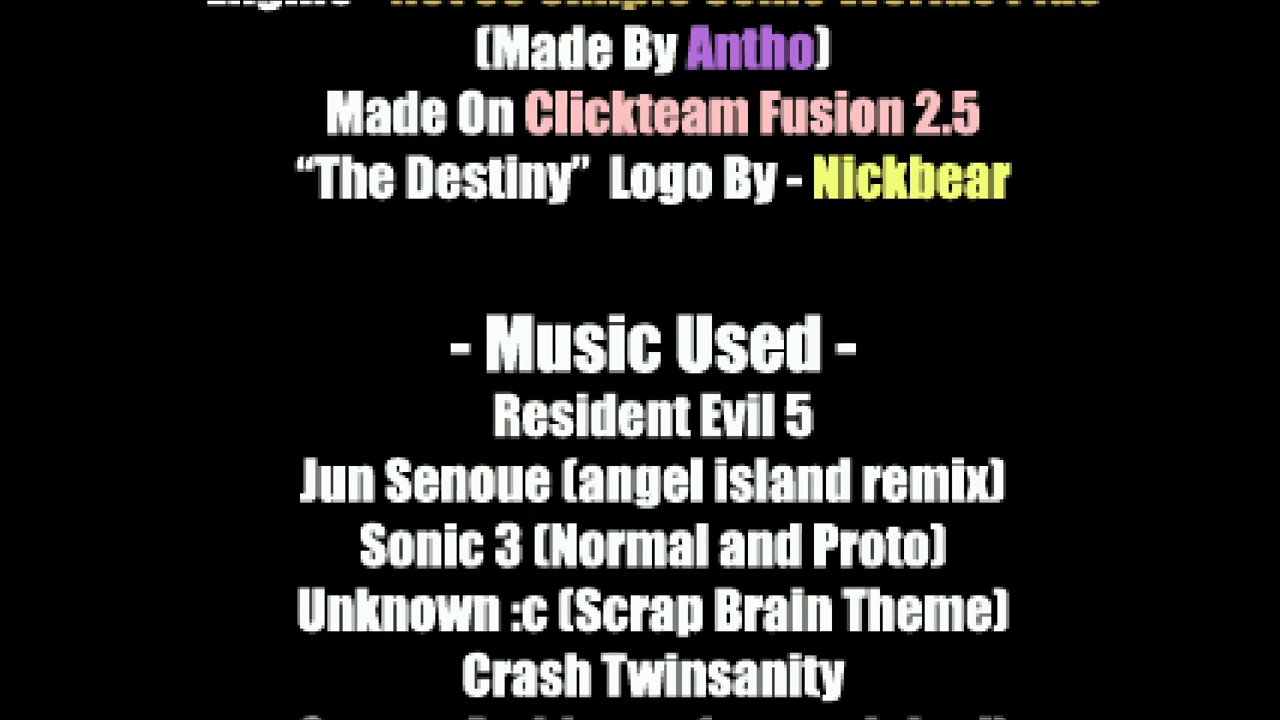 (Made By Antho)
Made On Clickteam Fusion 2.5
“The Destiny” Logo By - Nickbear
- Music Used -
Resident Evil 5
Jun Senoue (angel island remix)
Sonic 3 (Normal and Proto)
Unknown :c (Scrap Brain Theme)
Crash Twinsanity